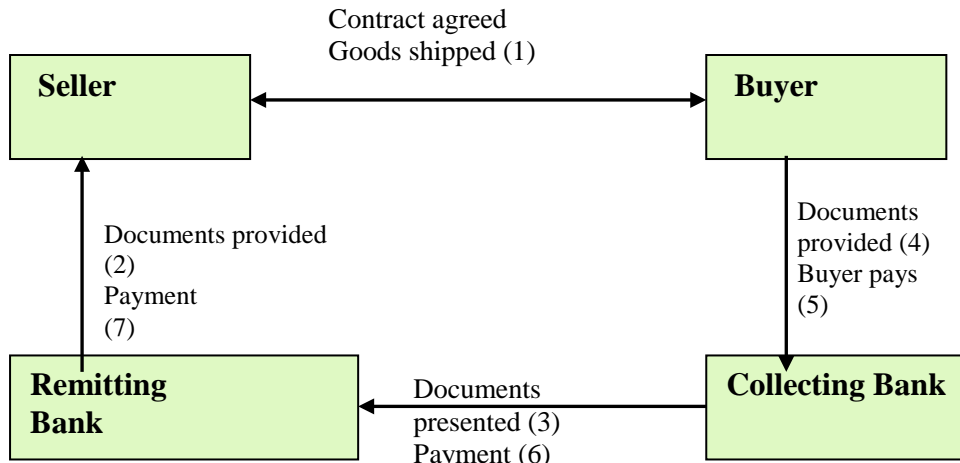 Contract agreed
Goods shipped (1)
Seller
Buyer
Documents provided
(2)
Payment
(7)
Documents
provided (4)
Buyer pays
(5)
Remitting
Bank
Documents
presented (3)
Payment (6)
Collecting Bank